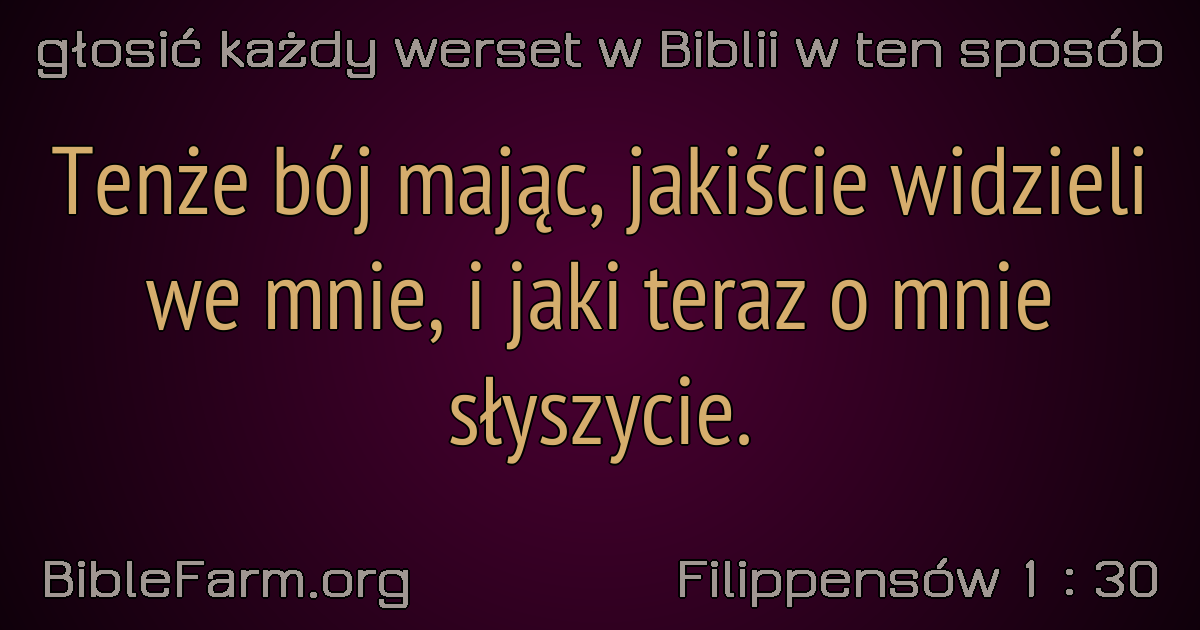 głosić każdy werset w Biblii w ten sposób
Tenże bój mając, jakiście widzieli
we mnie, i jaki teraz o mnie
słyszycie.
BibleFarm.org
Filippensów 1 : 30